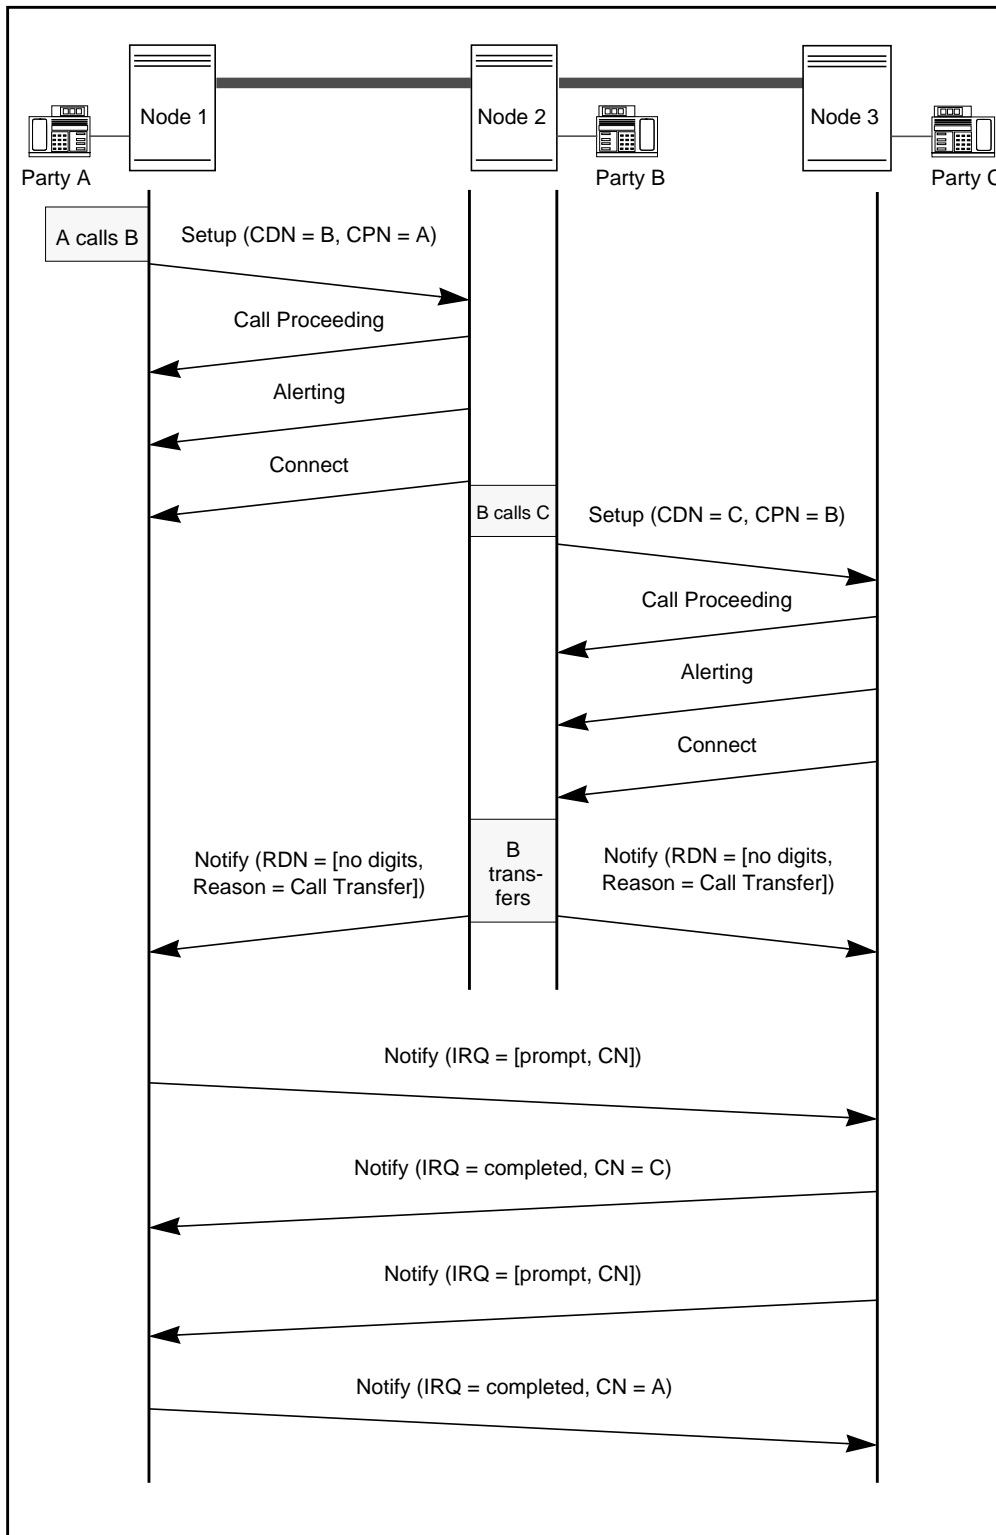 Node 1
Node 2
Node 3
Party A
Party B
Party C
A calls B
Setup (CDN = B, CPN = A)
Call Proceeding
Alerting
Connect
B calls C
Setup (CDN = C, CPN = B)
Call Proceeding
Alerting
Connect
Notify (RDN = [no digits,
Reason = Call Transfer])
B
trans-
fers
Notify (RDN = [no digits,
Reason = Call Transfer])
Notify (IRQ = [prompt, CN])
Notify (IRQ = completed, CN = C)
Notify (IRQ = [prompt, CN])
Notify (IRQ = completed, CN = A)